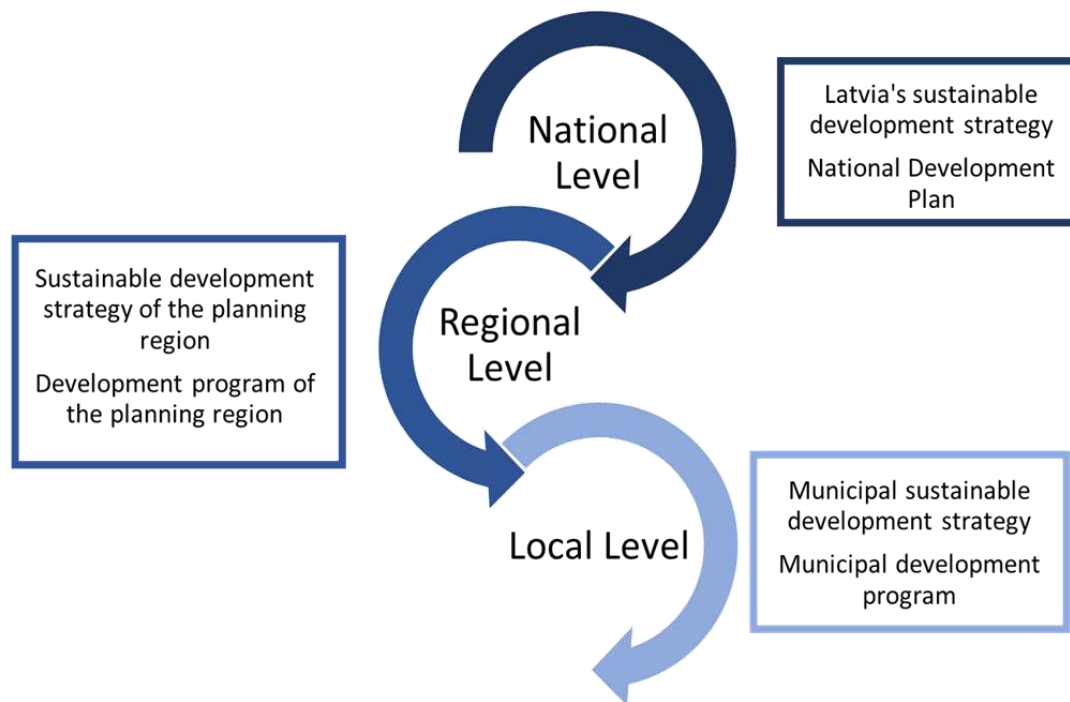 National
Level
Latvia's sustainable
development strategy
National Development
Plan
Sustainable development
strategy of the planning
region
Development program of
the planning region
Regional
Level
Local Level
Municipal sustainable
development strategy
Municipal development
program